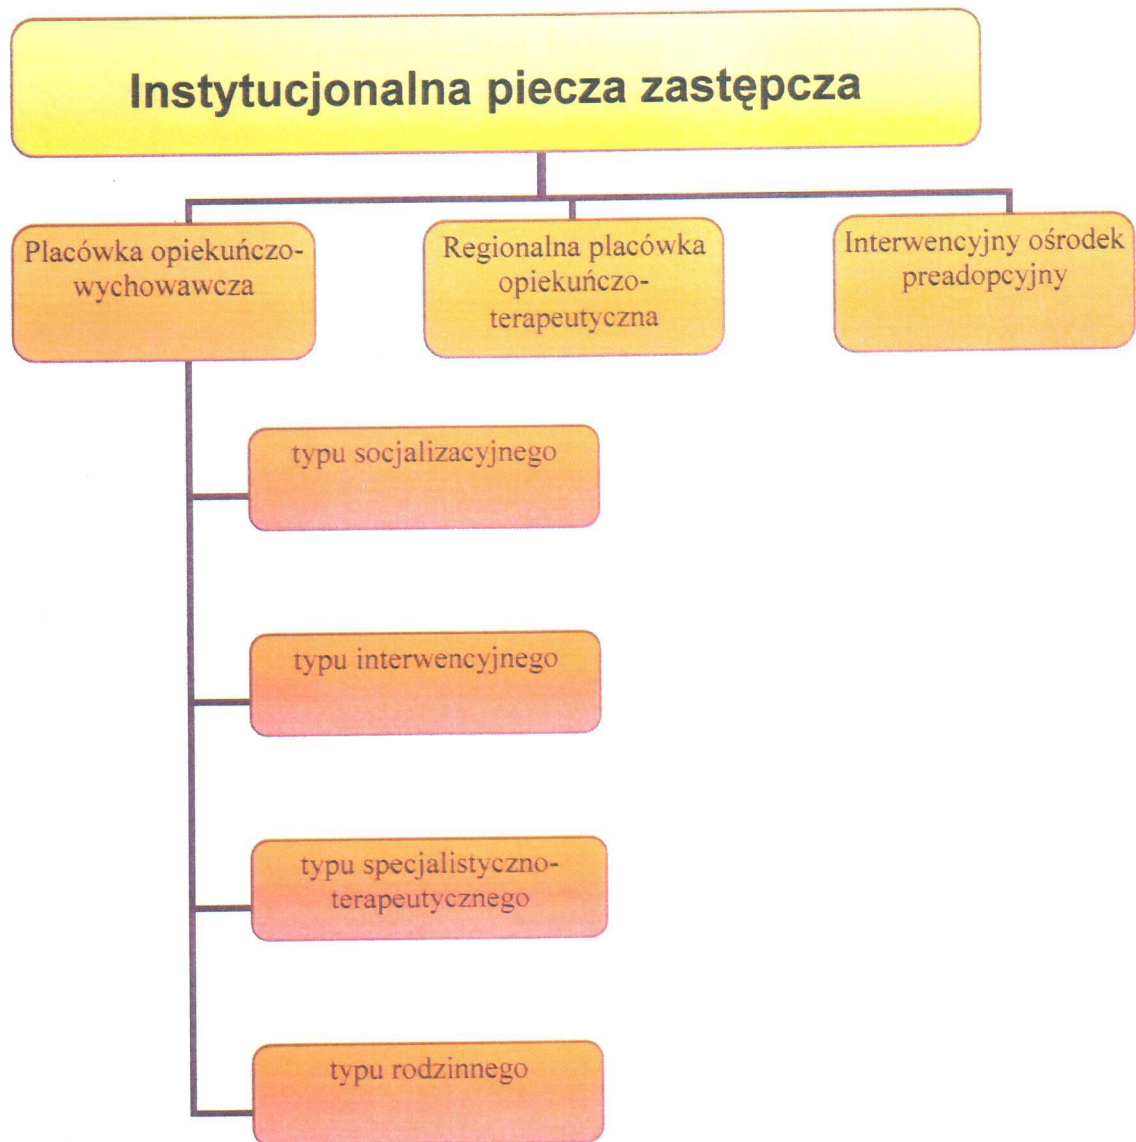 Instytucjonalna piecza zastępcza
Placówka opiekuńczo-
wychowawcza
Regionalna placówka
opiekuńczo-
terapeutyczna
Interwencyjny ośrodek
preadopcyjny
typu socjalizacyjnego
typu interwencyjnego
typu specjalistyczno-
terapeutycznego
typu rodzinnego